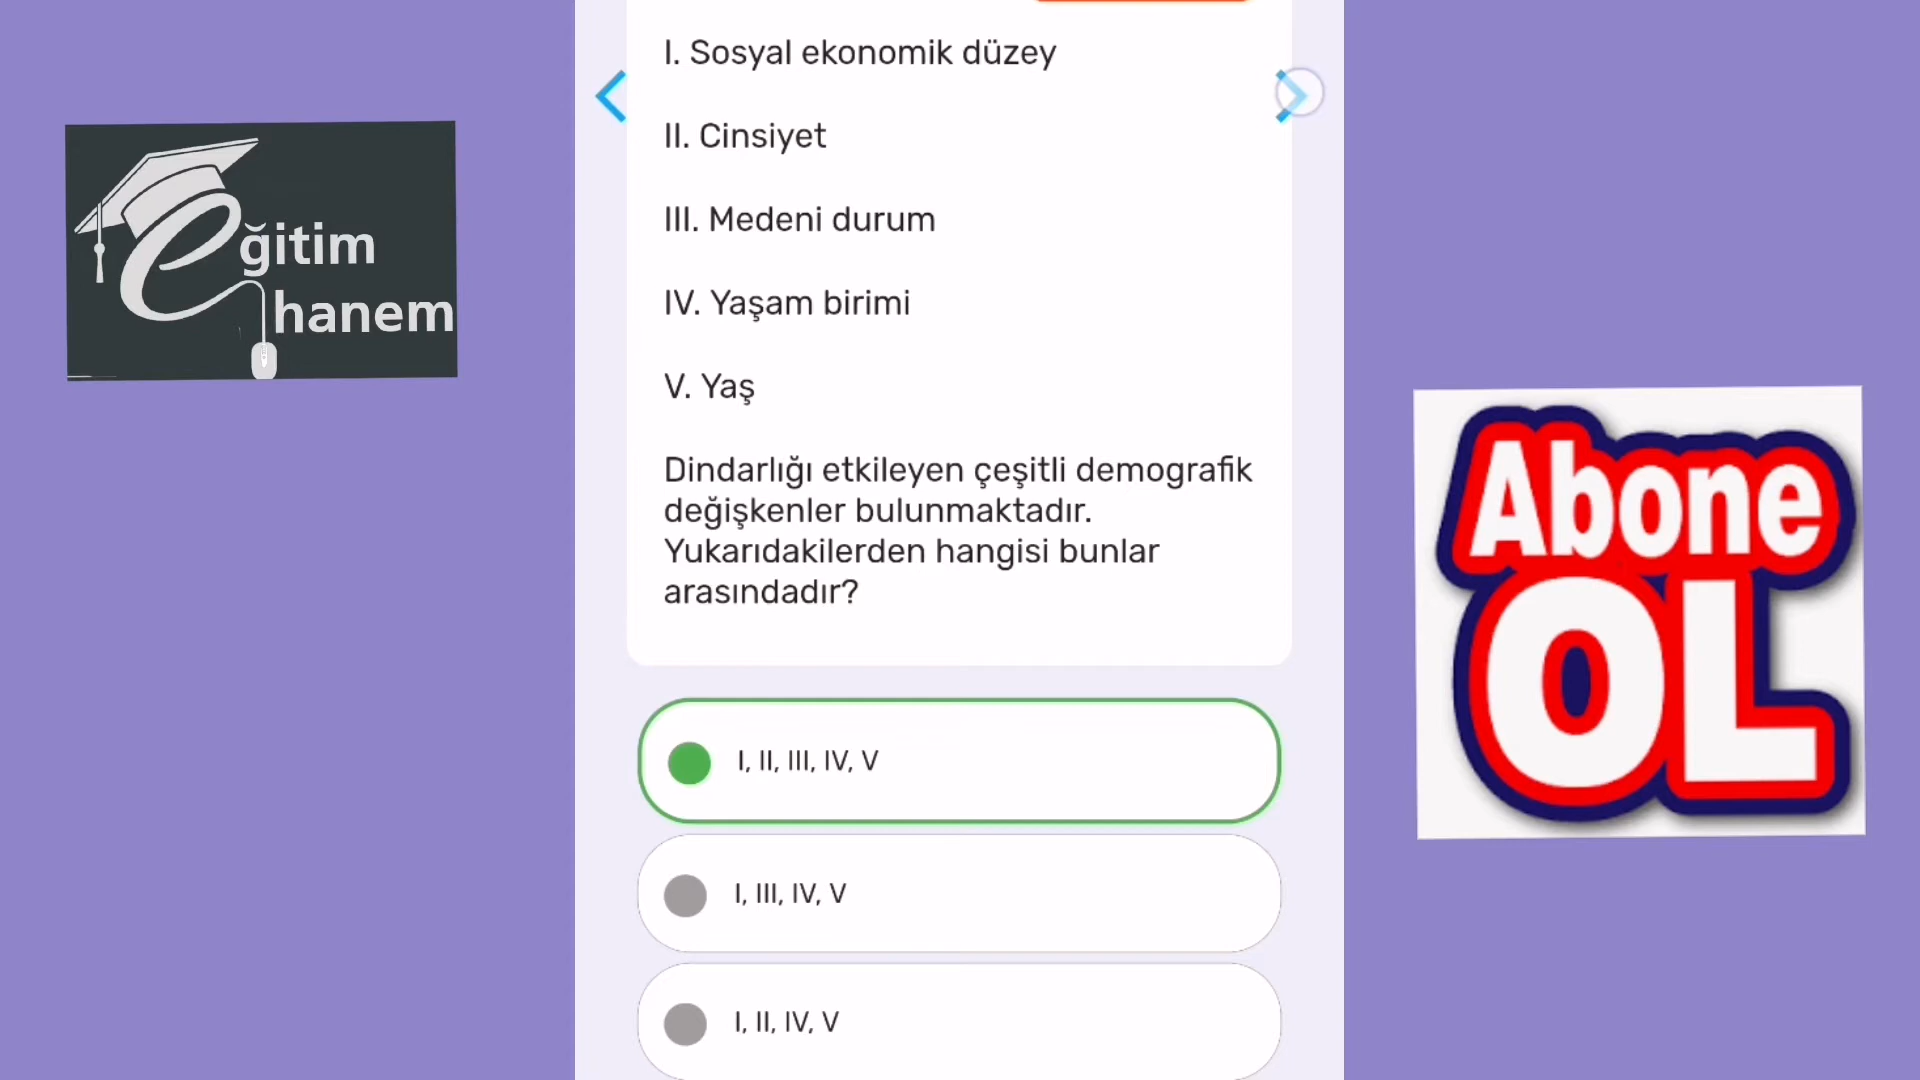 I. Sosyal ekonomik düzey
II. Cinsiyet
III. Medeni durum
IV. Yaşam birimi
V. Yaş
Dindarlığı etkileyen çeşitli demografik
değişkenler bulunmaktadır.
Yukarıdakilerden hangisi bunlar
arasındadır?
I, II, III, IV, V
I, III, IV, V
I, II, IV, V
eğitim
hanem
Abone
OL